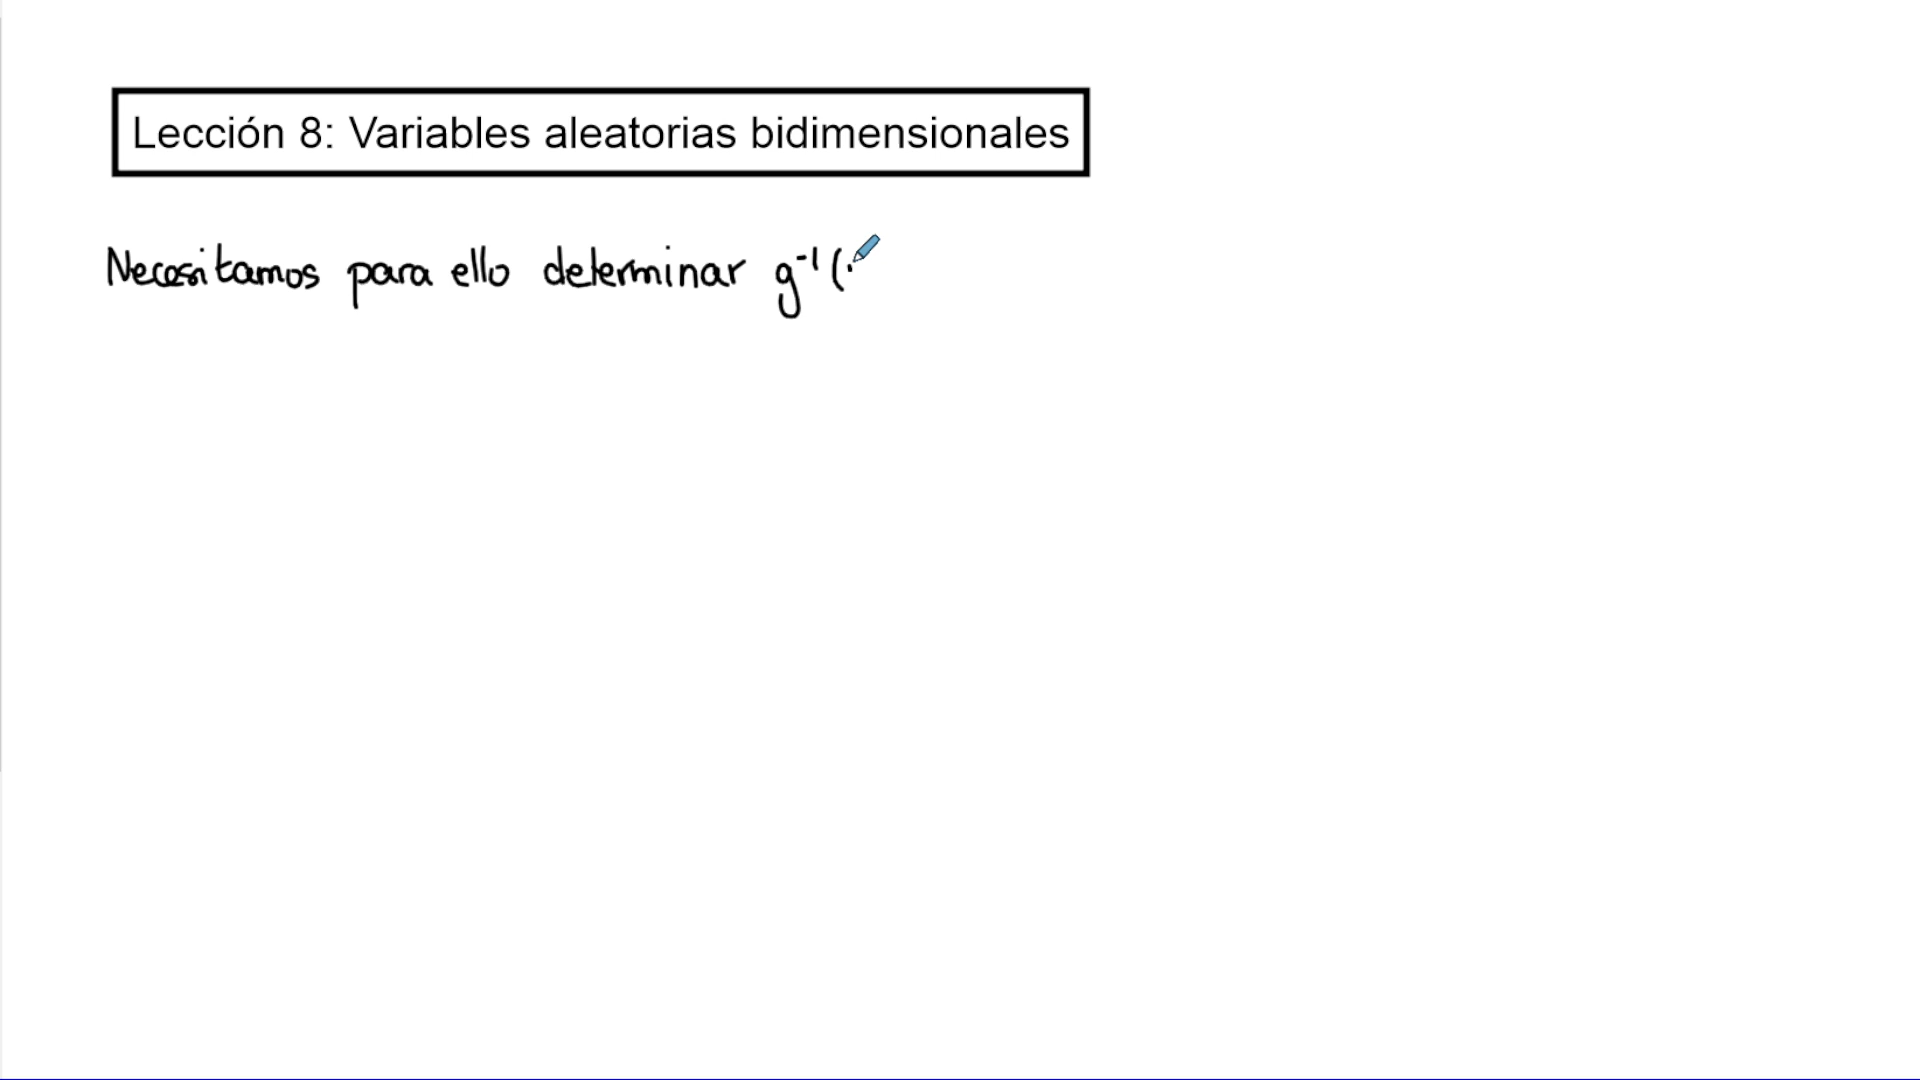 Lección 8: Variables aleatorias bidimensionales
Necesitamos para ello determinar g⁻¹(